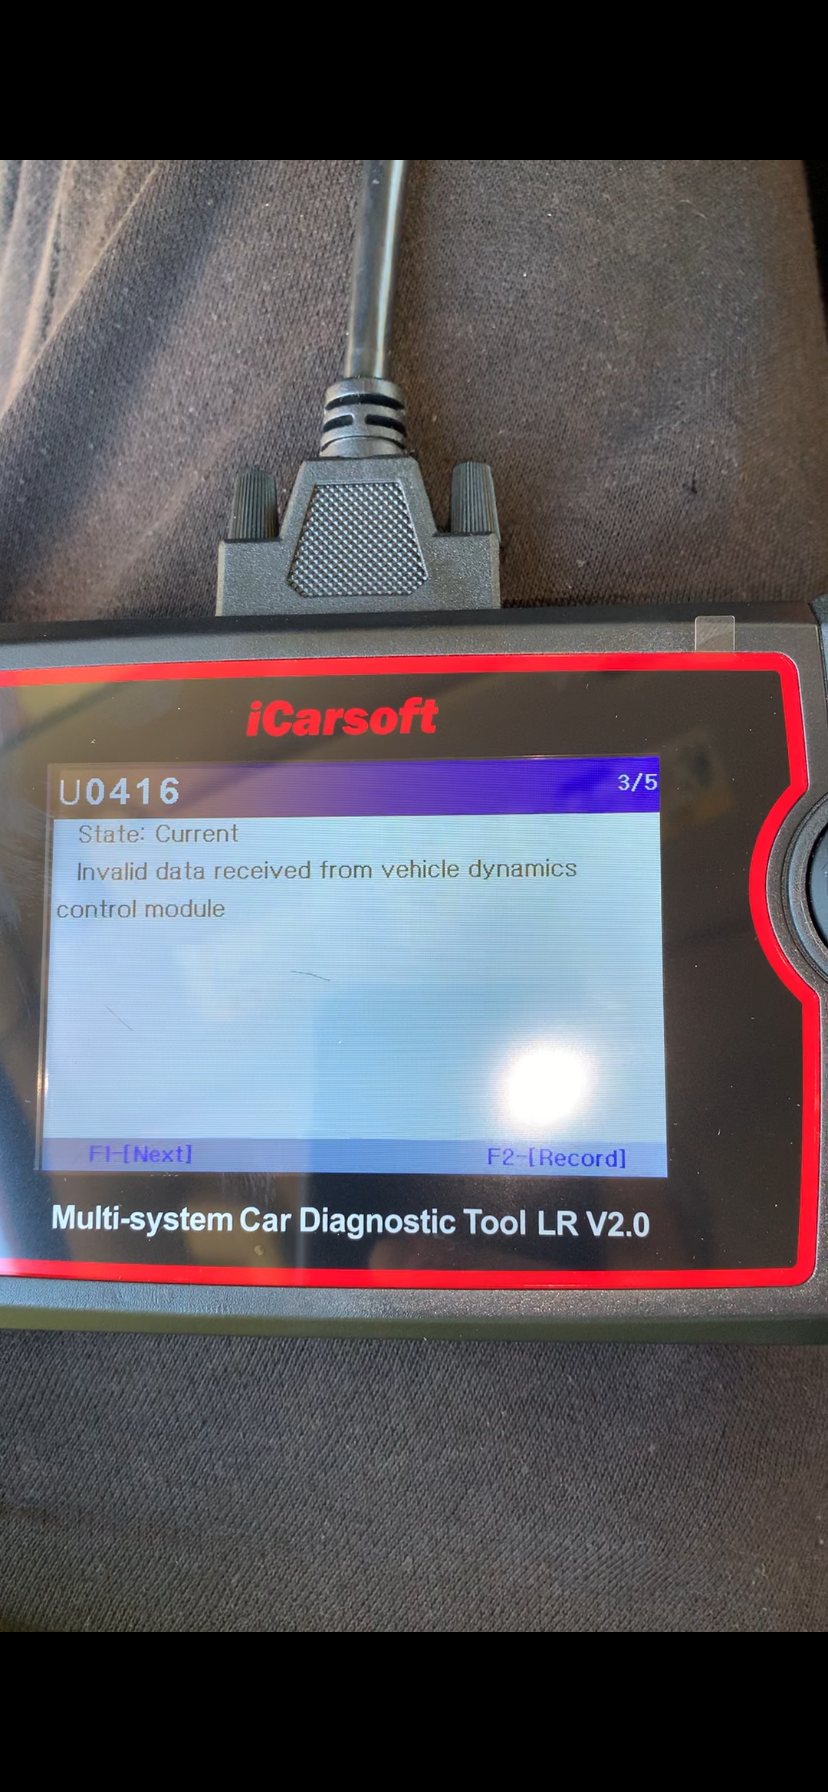 iCarsoft
U0416 3/5
State: Current
Invalid data received from vehicle dynamics
control module
F1-[Next] F2-[Record]
Multi-system Car Diagnostic Tool LR V2.0